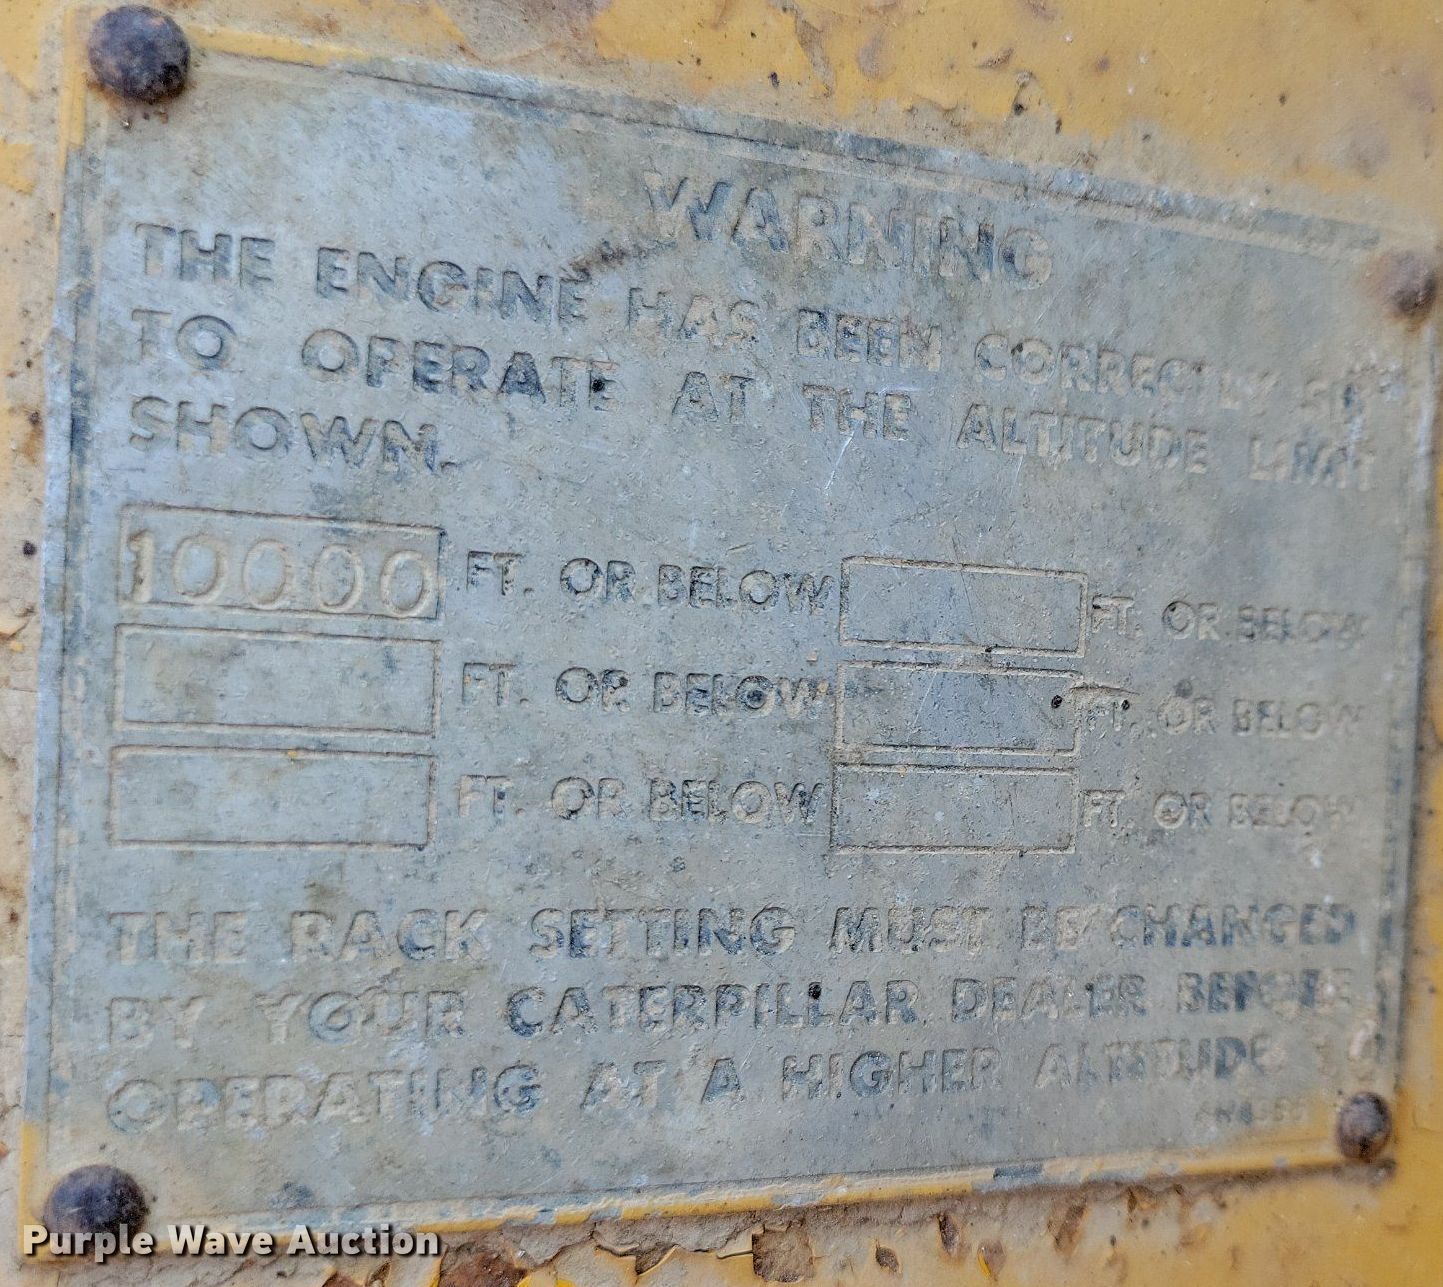 WARNING
THE ENGINE HAS BEEN CORRECTLY SET
TO OPERATE AT THE ALTITUDE LIMIT
SHOWN.
10000 FT. OR BELOW FT. OR BELOW
FT. OR BELOW FT. OR BELOW
FT. OR BELOW FT. OR BELOW
THE RACK SETTING MUST BE CHANGED
BY YOUR CATERPILLAR DEALER BEFORE
OPERATING AT A HIGHER ALTITUDE
Purple Wave Auction